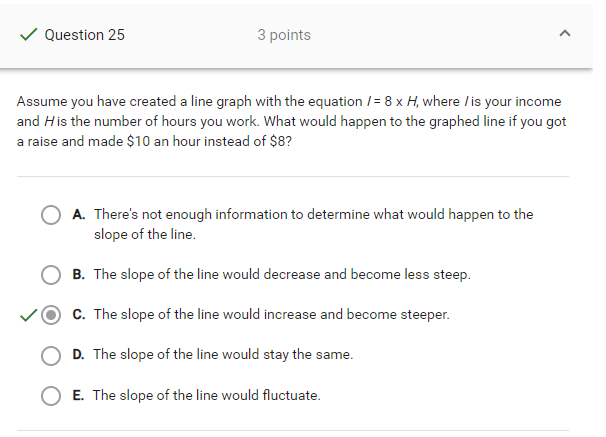 Question 25 3 points
Assume you have created a line graph with the equation I = 8 x H, where I is your income
and H is the number of hours you work. What would happen to the graphed line if you got
a raise and made $10 an hour instead of $8?
A. There's not enough information to determine what would happen to the
slope of the line.
B. The slope of the line would decrease and become less steep.
C. The slope of the line would increase and become steeper.
D. The slope of the line would stay the same.
E. The slope of the line would fluctuate.